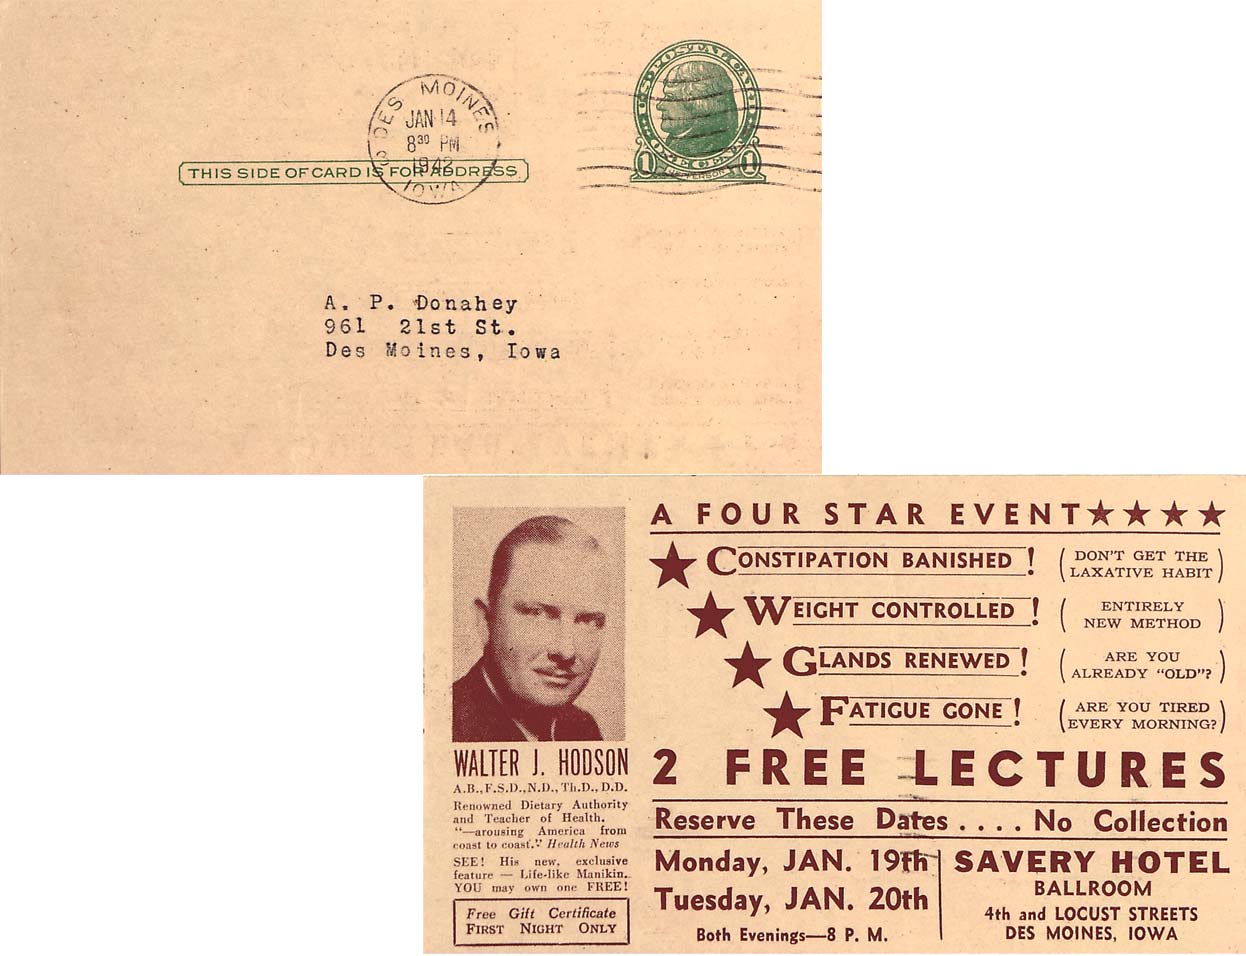 DES MOINES
JAN 14
8 30 PM
1942
IOWA
U.S. POSTAL CARD
ONE CENT
1 1
JEFFERSON
THIS SIDE OF CARD IS FOR ADDRESS
A. P. Donahey
961 21st St.
Des Moines, Iowa
A FOUR STAR EVENT
CONSTIPATION BANISHED!
(DON'T GET THE
LAXATIVE HABIT)
WEIGHT CONTROLLED!
(ENTIRELY
NEW METHOD)
GLANDS RENEWED!
(ARE YOU
ALREADY "OLD"?)
FATIGUE GONE!
(ARE YOU TIRED
EVERY MORNING?)
WALTER J. HODSON
A.B., F.S.D., N.D., Th.D., D.D.
Renowned Dietary Authority
and Teacher of Health.
"—arousing America from
coast to coast." Health News
SEE! His new, exclusive
feature — Life-like Manikin.
YOU may own one FREE!
Free Gift Certificate
FIRST NIGHT ONLY
2 FREE LECTURES
Reserve These Dates .... No Collection
Monday, JAN. 19th
Tuesday, JAN. 20th
Both Evenings—8 P. M.
SAVERY HOTEL
BALLROOM
4th and LOCUST STREETS
DES MOINES, IOWA